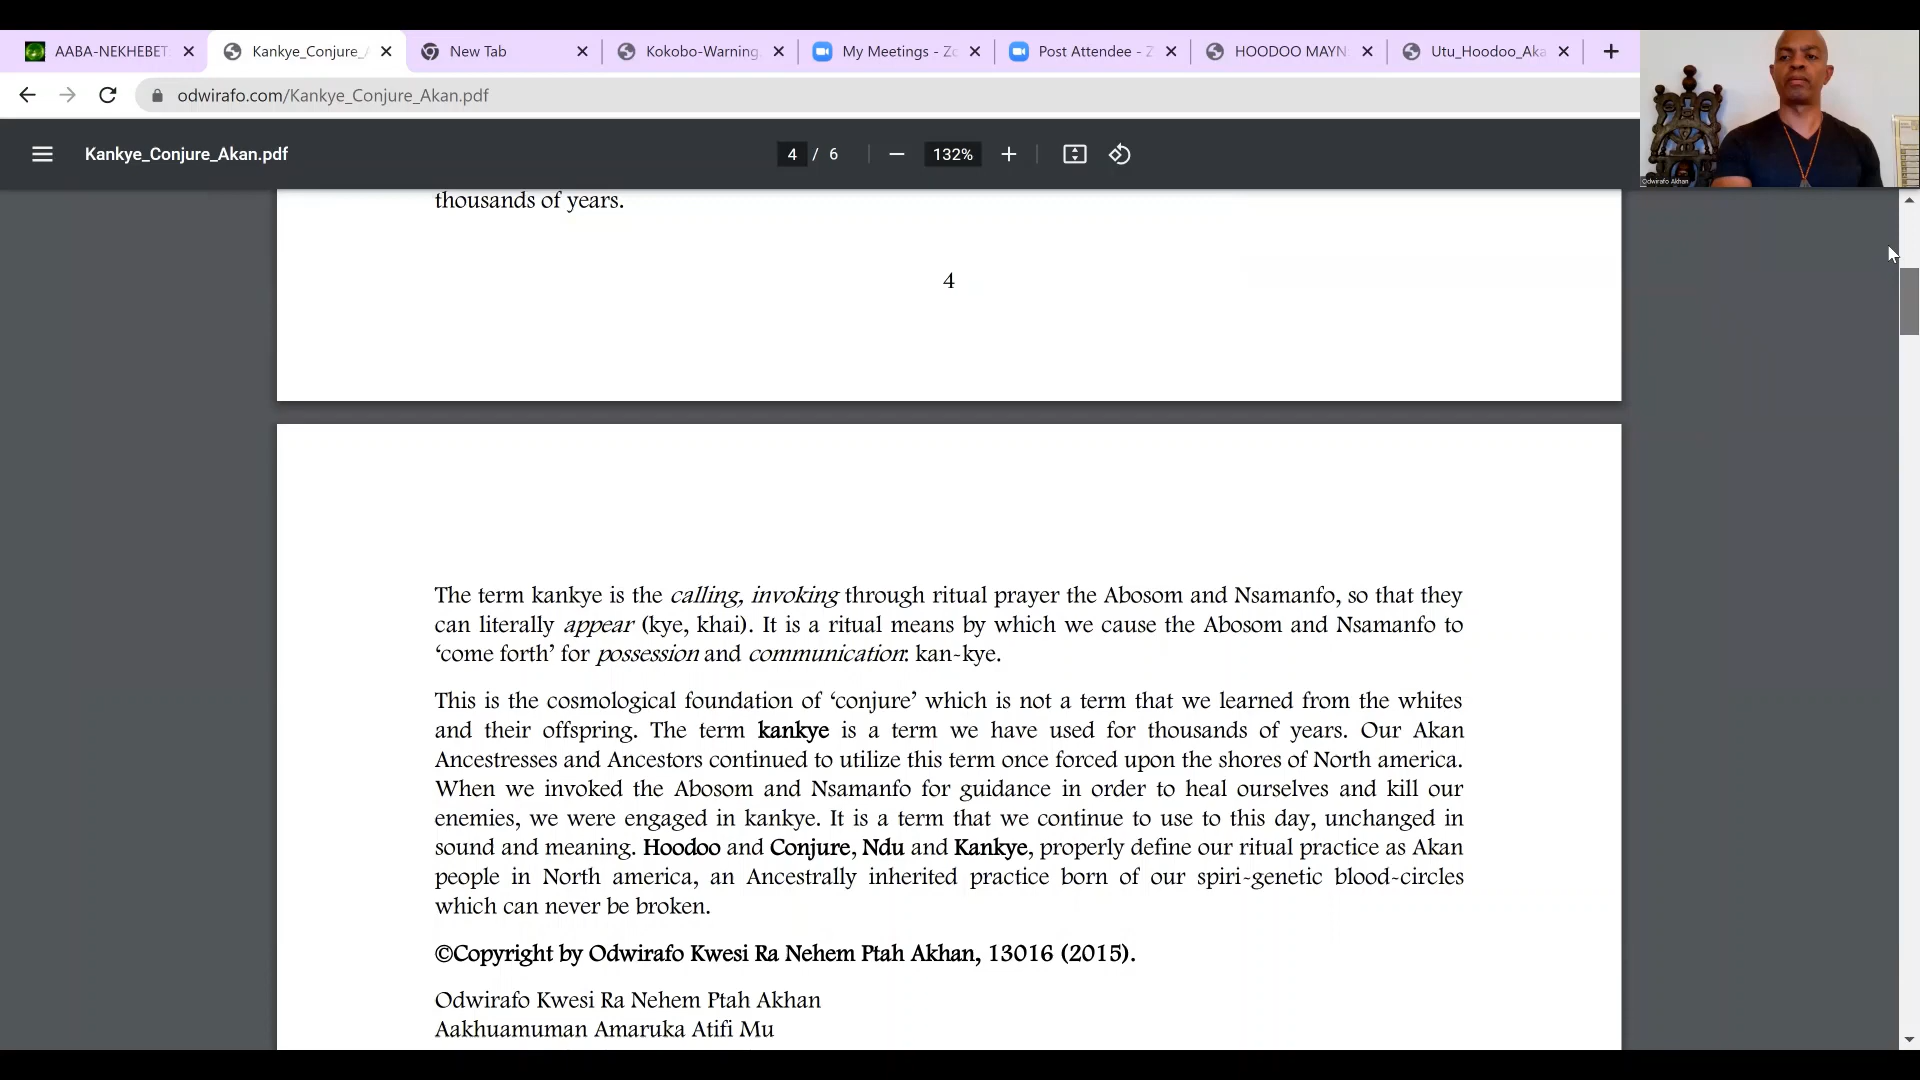 AABA-NEKHEBET
Kankye_Conjure_A
New Tab
Kokobo-Warning
My Meetings - Zo
Post Attendee - Z
HOODOO MAYN
Utu_Hoodoo_Aka
odwirafo.com/Kankye_Conjure_Akan.pdf
Kankye_Conjure_Akan.pdf
4 / 6
132%
Odwirafo Akhan
thousands of years.
4
The term kankye is the calling, invoking through ritual prayer the Abosom and Nsamanfo, so that they
can literally appear (kye, khai). It is a ritual means by which we cause the Abosom and Nsamanfo to
‘come forth’ for possession and communication: kan-kye.
This is the cosmological foundation of ‘conjure’ which is not a term that we learned from the whites
and their offspring. The term kankye is a term we have used for thousands of years. Our Akan
Ancestresses and Ancestors continued to utilize this term once forced upon the shores of North america.
When we invoked the Abosom and Nsamanfo for guidance in order to heal ourselves and kill our
enemies, we were engaged in kankye. It is a term that we continue to use to this day, unchanged in
sound and meaning. Hoodoo and Conjure, Ndu and Kankye, properly define our ritual practice as Akan
people in North america, an Ancestrally inherited practice born of our spiri-genetic blood-circles
which can never be broken.
©Copyright by Odwirafo Kwesi Ra Nehem Ptah Akhan, 13016 (2015).
Odwirafo Kwesi Ra Nehem Ptah Akhan
Aakhuamuman Amaruka Atifi Mu